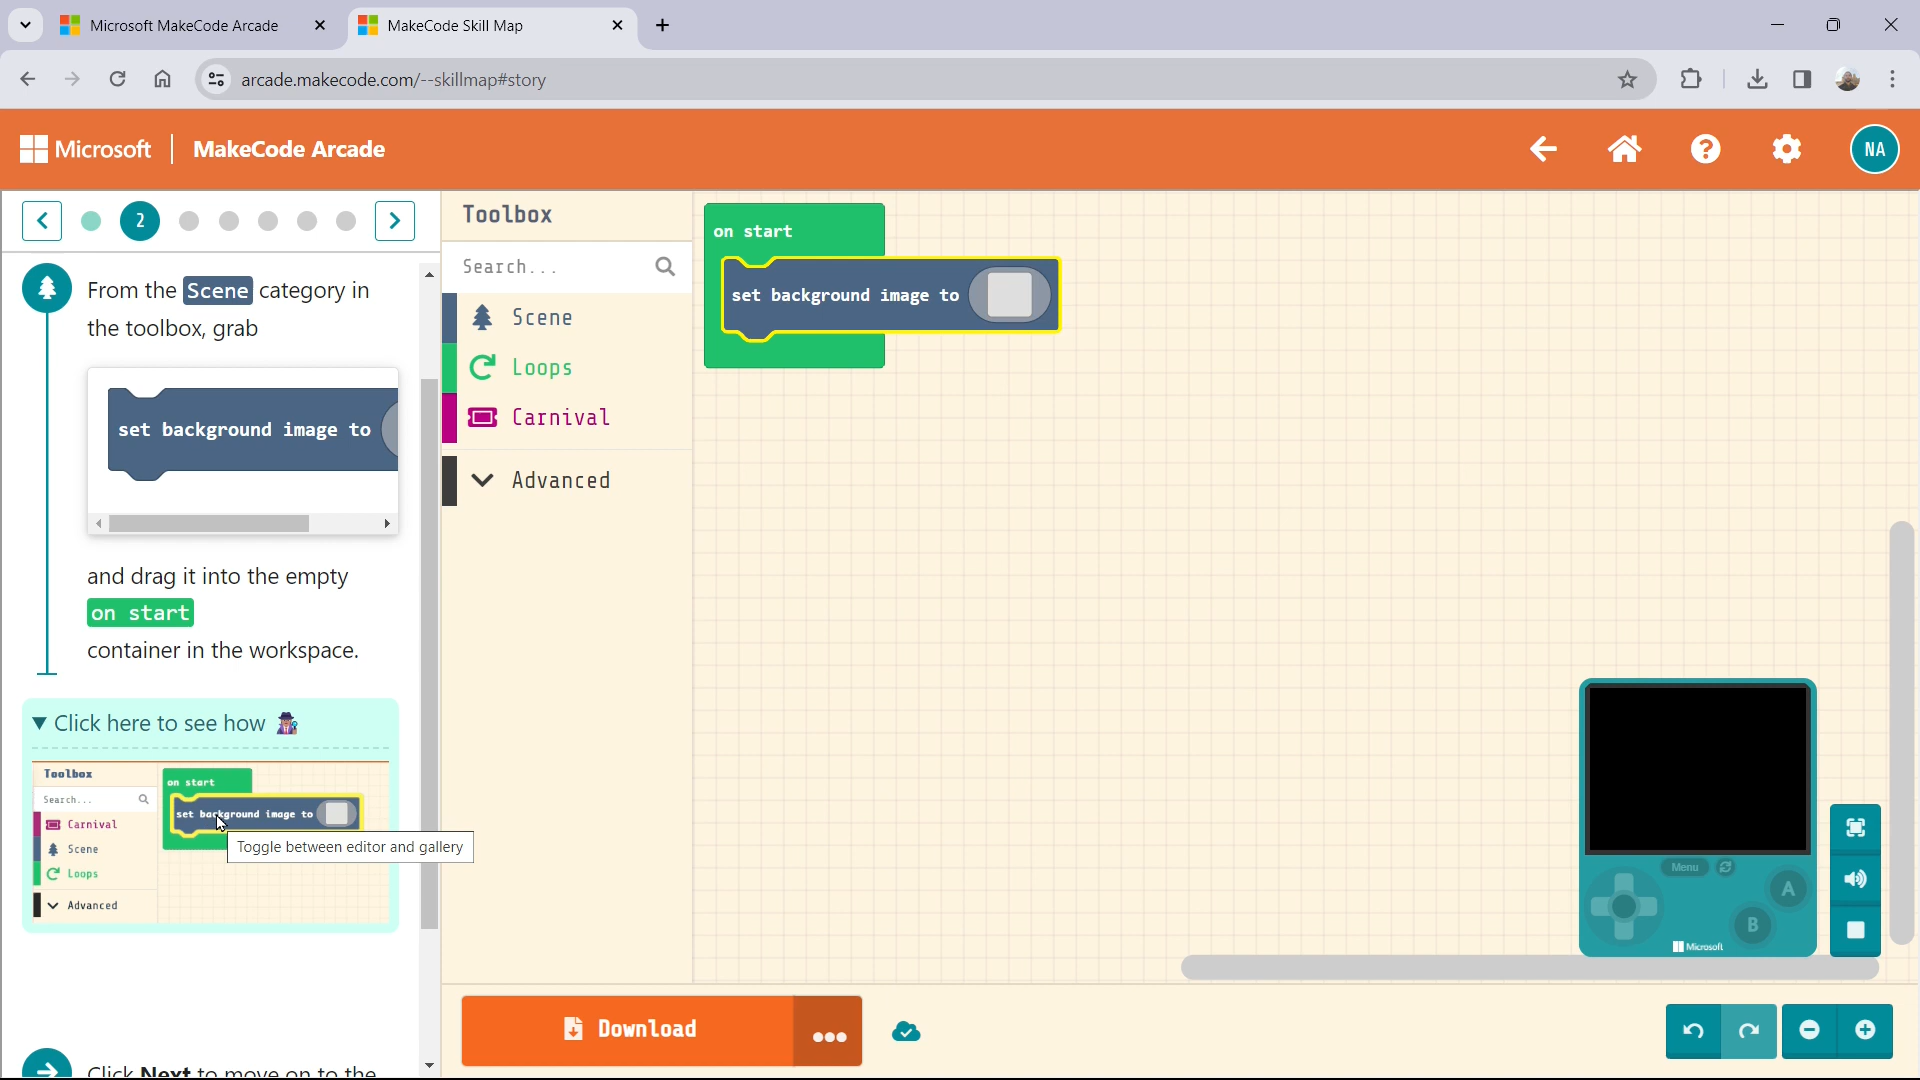 Microsoft MakeCode Arcade
MakeCode Skill Map
arcade.makecode.com/--skillmap#story
Microsoft
MakeCode Arcade
NA
2
From the Scene category in
the toolbox, grab
set background image to
and drag it into the empty
on start
container in the workspace.
Click here to see how
Toolbox
Search...
Carnival
Scene
Loops
Advanced
on start
set background image to
Toggle between editor and gallery
Click Next to move on to the
Toolbox
Search...
Scene
Loops
Carnival
Advanced
on start
set background image to
Menu
A
B
Microsoft
Download